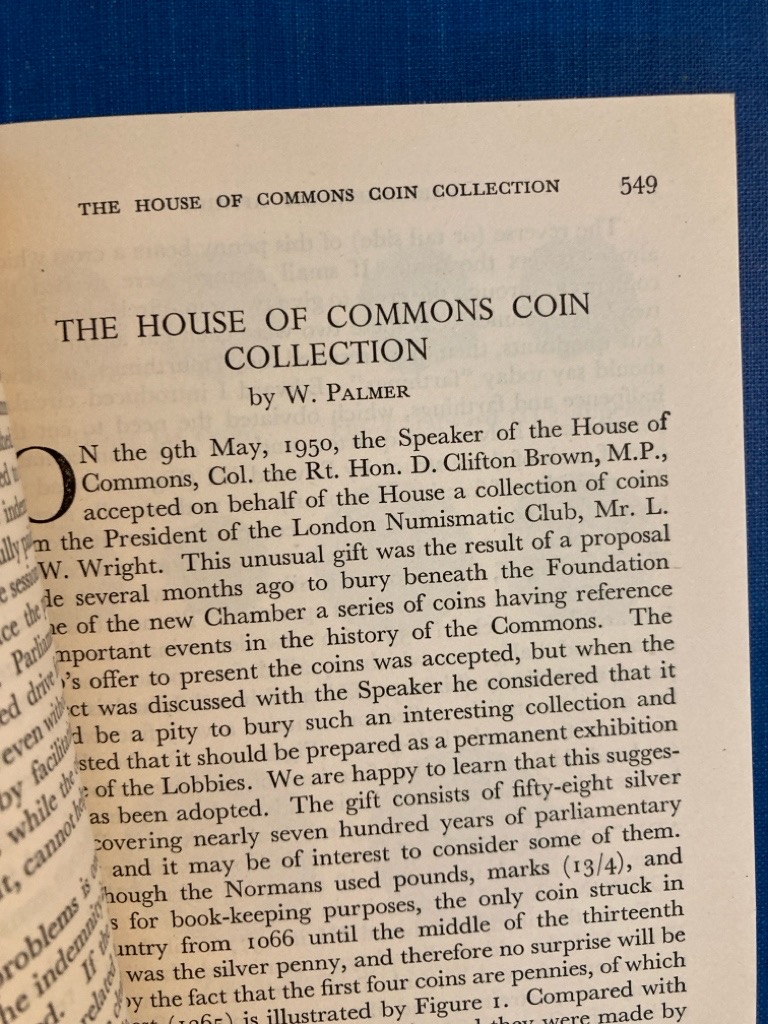 THE HOUSE OF COMMONS COIN COLLECTION 549
THE HOUSE OF COMMONS COIN
COLLECTION
by W. PALMER
ON the 9th May, 1950, the Speaker of the House of
Commons, Col. the Rt. Hon. D. Clifton Brown, M.P.,
accepted on behalf of the House a collection of coins
m the President of the London Numismatic Club, Mr. L.
W. Wright. This unusual gift was the result of a proposal
de several months ago to bury beneath the Foundation
ne of the new Chamber a series of coins having reference
mportant events in the history of the Commons. The
's offer to present the coins was accepted, but when the
ct was discussed with the Speaker he considered that it
d be a pity to bury such an interesting collection and
sted that it should be prepared as a permanent exhibition
of the Lobbies. We are happy to learn that this sugges-
as been adopted. The gift consists of fifty-eight silver
covering nearly seven hundred years of parliamentary
and it may be of interest to consider some of them.
hough the Normans used pounds, marks (13/4), and
s for book-keeping purposes, the only coin struck in
untry from 1066 until the middle of the thirteenth
was the silver penny, and therefore no surprise will be
by the fact that the first four coins are pennies, of which
(1265) is illustrated by Figure 1. Compared with
they were made by